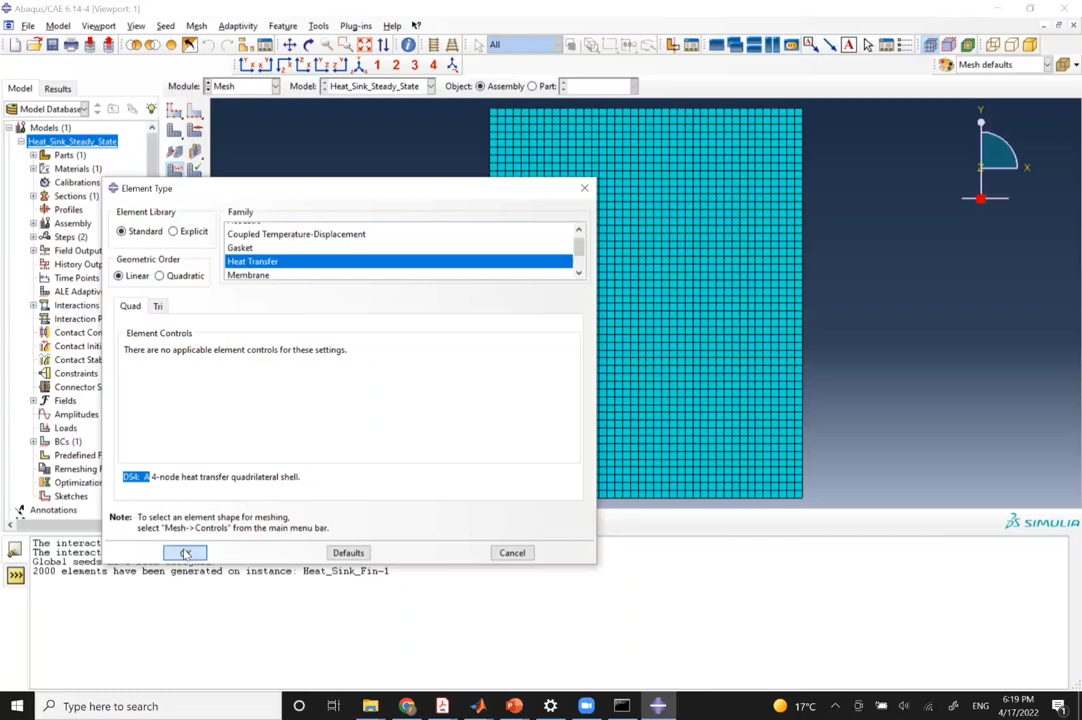 Abaqus/CAE 6.14-4 [Viewport: 1]
File Model Viewport View Seed Mesh Adaptivity Feature Tools Plug-ins Help
All
1 2 3 4
Mesh defaults
Model Results
Module: Mesh Model: Heat_Sink_Steady_State Object: Assembly Part:
Model Database
Models (1)
Heat_Sink_Steady_State
Parts (1)
Materials (1)
Calibrations
Sections (1)
Profiles
Assembly
Steps (2)
Field Output
History Outp
Time Points
ALE Adaptive
Interactions
Interaction P
Contact Con
Contact Initi
Contact Stab
Constraints
Connector S
Fields
Amplitudes
Loads
BCs (1)
Predefined F
Remeshing
Optimization
Sketches
Annotations
Element Type
Element Library
Standard Explicit
Geometric Order
Linear Quadratic
Family
Coupled Temperature-Displacement
Gasket
Heat Transfer
Membrane
Quad Tri
Element Controls
There are no applicable element controls for these settings.
DS4: A 4-node heat transfer quadrilateral shell.
Note: To select an element shape for meshing,
select "Mesh->Controls" from the main menu bar.
Defaults Cancel
Y
Z X
SIMULIA
The interact
The interact
Global seeds
2000 elements have been generated on instance: Heat_Sink_Fin-1
Type here to search
17°C
ENG
6:19 PM
4/17/2022